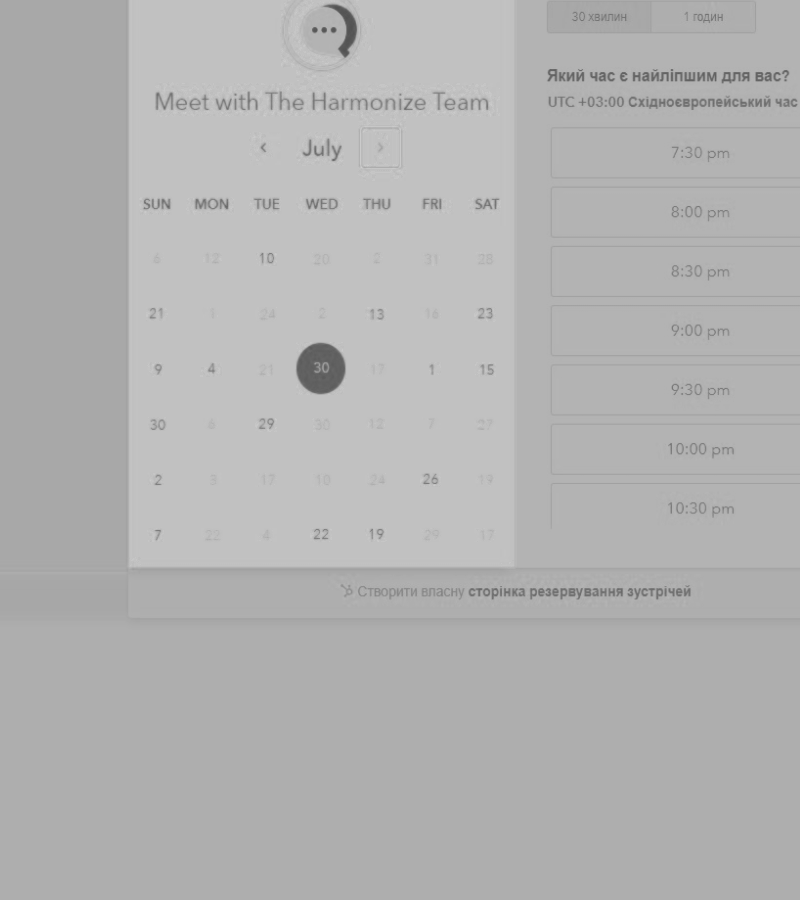 30 хвилин 1 годин
Meet with The Harmonize Team
‹ July ›
SUN MON TUE WED THU FRI SAT
6 12 10 20 2 31 28
21 1 24 2 13 16 23
9 4 21 30 17 1 15
30 6 29 30 12 7 27
2 3 17 10 24 26 19
7 22 4 22 19 29 17
Який час є найліпшим для вас?
UTC +03:00 Східноєвропейський час
7:30 pm
8:00 pm
8:30 pm
9:00 pm
9:30 pm
10:00 pm
10:30 pm
Створити власну сторінка резервування зустрічей